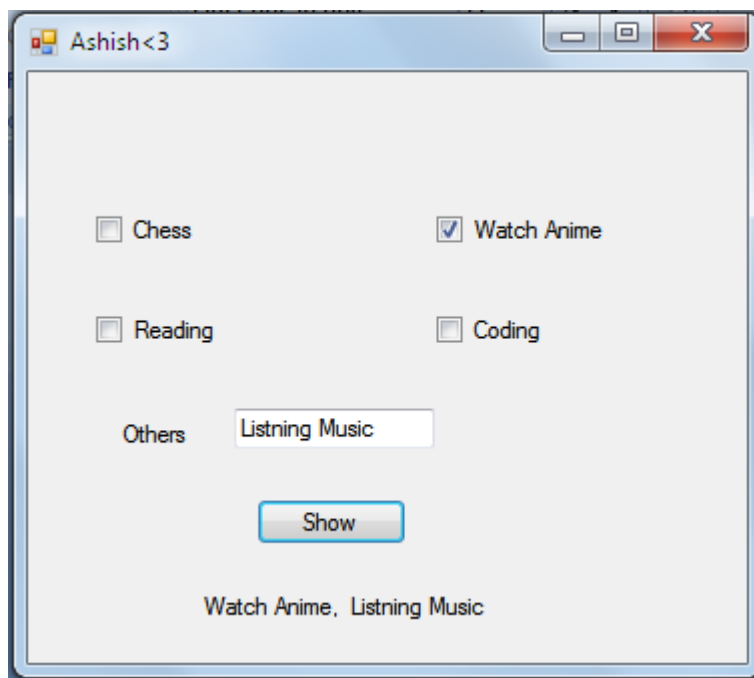 Ashish<3
Chess
Watch Anime
Reading
Coding
Others
Listning Music
Show
Watch Anime, Listning Music